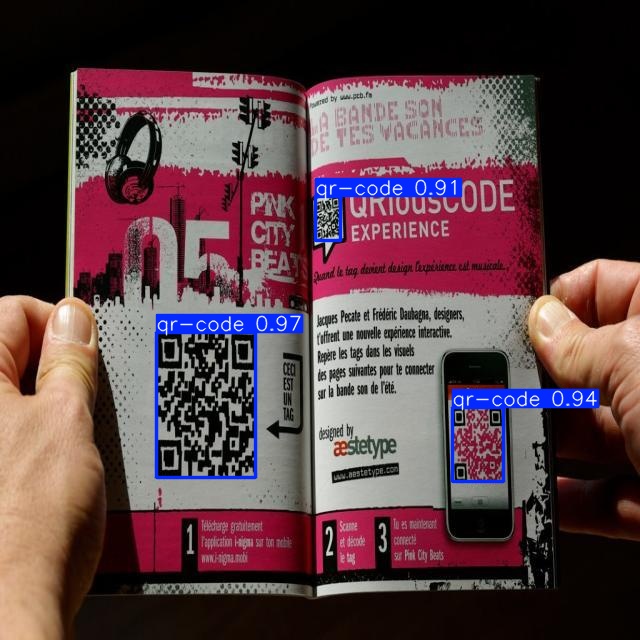 05
PINK
CITY
BEATS
qr-code 0.97
CECI
EST
UN
TAG
1
Téléchargez gratuitement
l'application i-nigma sur ton mobile
www.i-nigma.mobi
Powered by www.pcb.fm
LA BANDE SON
DE TES VACANCES
qr-code 0.91
QRiousCODE
EXPERIENCE
Quand le tag devient design l'expérience est musicale.
Jacques Pecate et Frédéric Daubagna, designers,
t'offrent une nouvelle expérience interactive.
Repère les tags dans les visuels
des pages suivantes pour te connecter
sur la bande son de l'été.
qr-code 0.94
designed by
aestetype
www.aestetype.com
2
Scanne
et décode
le tag
3
Tu es maintenant
connecté
sur Pink City Beats